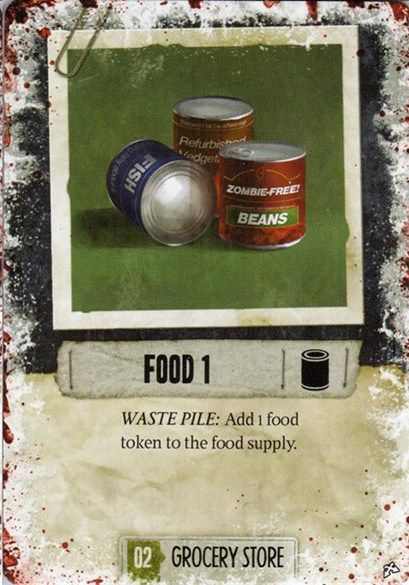 Refurbished
Vedget
FISH
ZOMBIE-FREE!
BEANS
FOOD 1
WASTE PILE: Add 1 food
token to the food supply.
02 GROCERY STORE